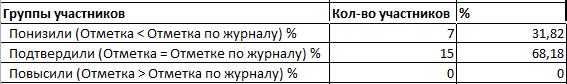 Группы участников Кол-во участников %
Понизили (Отметка < Отметка по журналу) % 7 31,82
Подтвердили (Отметка = Отметке по журналу) % 15 68,18
Повысили (Отметка > Отметка по журналу) % 0 0